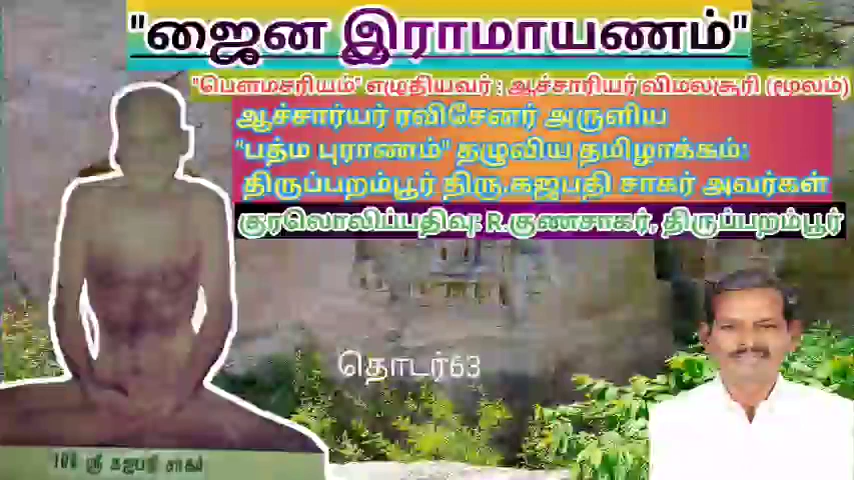 "ஜைன இராமாயணம்"
"பௌமசரியம்" எழுதியவர் : ஆச்சாரியர் விமலசூரி (மூலம்)
ஆச்சார்யர் ரவிசேனர் அருளிய
"பத்ம புராணம்" தழுவிய தமிழாக்கம்:
திருப்பறம்பூர் திரு.கஜபதி சாகர் அவர்கள்
குரலொலிப்பதிவு: R.குணசாகர், திருப்பறம்பூர்
தொடர்63
108 ஸ்ரீ கஜபதி சாகர்